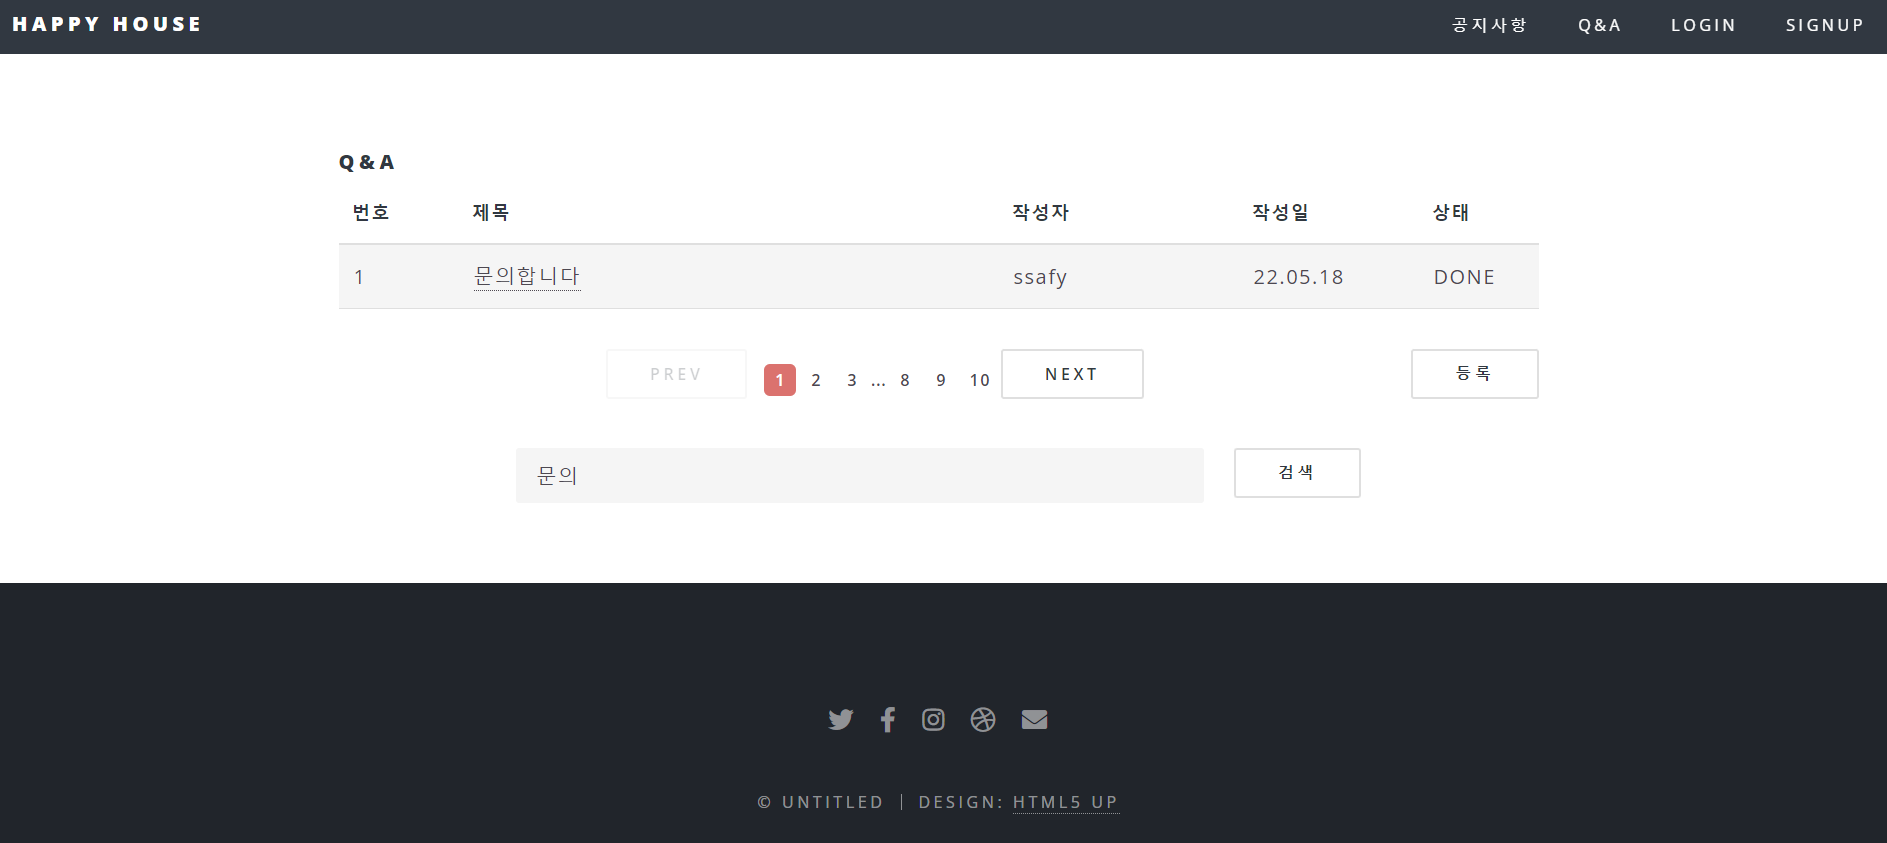 HAPPY HOUSE 공지사항 Q&A LOGIN SIGNUP
Q&A
번호 제목 작성자 작성일 상태
1 문의합니다 ssafy 22.05.18 DONE
PREV 1 2 3 ... 8 9 10 NEXT 등록
문의 검색
© UNTITLED | DESIGN: HTML5 UP